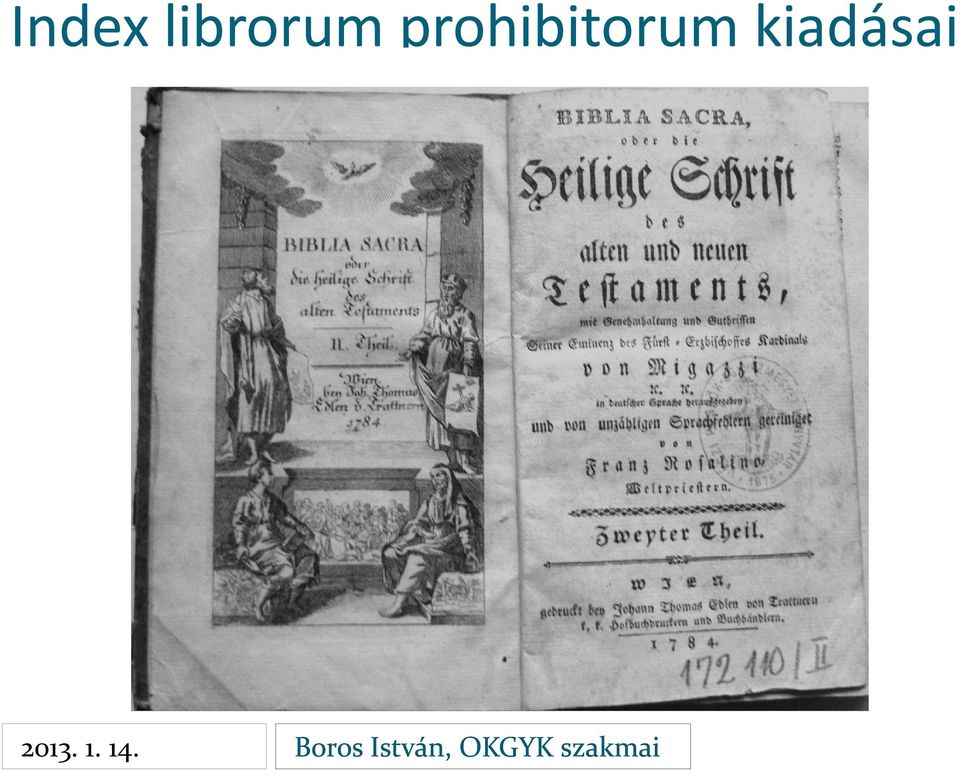 Index librorum prohibitorum kiadásai
BIBLIA SACRA
oder
die heilige Schrift
des
alten Testaments
II. Theil.
Wien
bey Joh. Thomas
Edlen v. Trattnern
1784
BIBLIA SACRA,
oder die
Heilige Schrift
des
alten und neuen
Testaments,
mit Genehmhaltung und Gutheissen
Seiner Eminenz des Fürst-Erzbischoffes Kardinals
von Migazzi
ꝛc. ꝛc.
in deutscher Sprache herausgegeben,
und von unzähligen Sprachfehlern gereiniget
von
Franz Rosalino
Weltpriestern.
Zweyter Theil.
WIEN,
gedruckt bey Johann Thomas Edlen von Trattnern
k. k. Hofbuchdruckern und Buchhändlern.
1784.
172 110/II
1875
2013. 1. 14.
Boros István, OKGYK szakmai